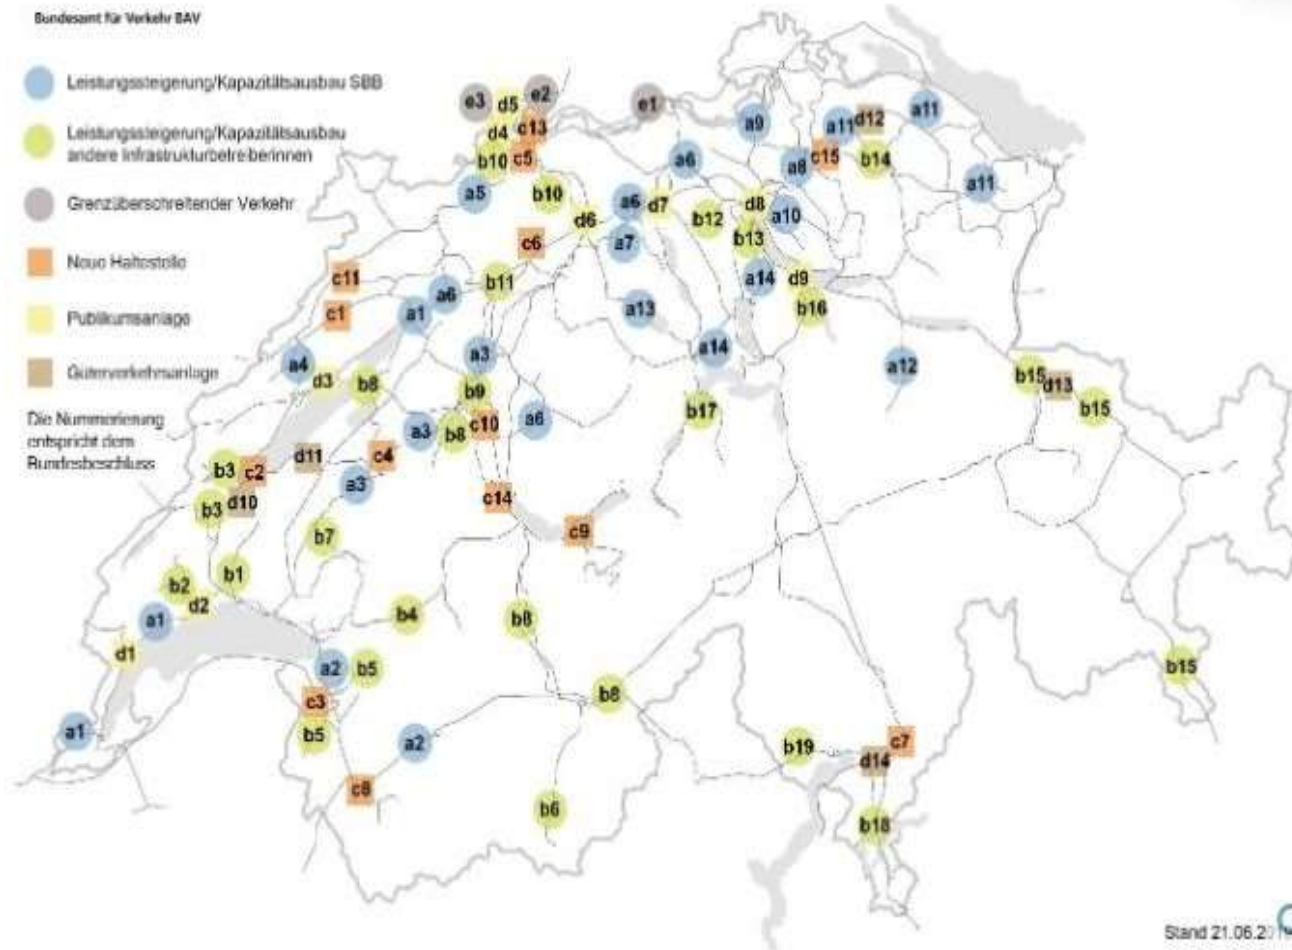 Bundesamt für Verkehr BAV
Leistungssteigerung/Kapazitätsausbau SBB
Leistungssteigerung/Kapazitätsausbau
andere Infrastrukturbetreiberinnen
Grenzüberschreitender Verkehr
Neue Haltestelle
Publikumsanlage
Güterverkehrsanlage
Die Nummerierung
entspricht dem
Bundesbeschluss
e3 d5 e2 e1
d4 c13 a9 a11 d12 a11
b10 c5 a6 a8 c15 b14
a5 b10 a6 d7 d8 a11
d6 b12 a10
c6 a7 b13
c11 b11 a14 d9
a6 a13 b16
c1 a1
a3 a14
a4 d3 b8 b9 a12 b15 d13
b17 b15
a3 b8 c10 a6
b3 c2 d11 c4
a3
b3 d10 c14
b7 c9
b2 b1
d2 b4 b8
a1
d1 a2 b5 b15
c3 b8
a1 b5 a2 b19 c7
d14
c8
b6 b18
Stand 21.06.2019